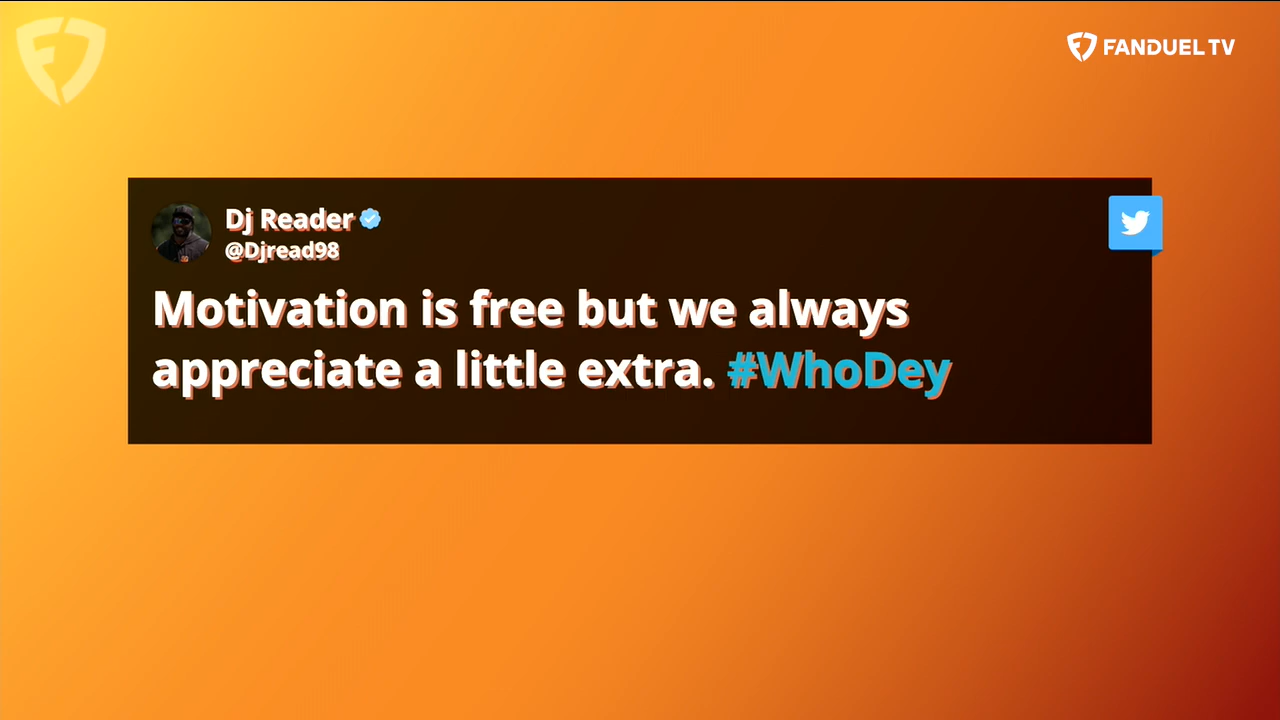 FANDUEL TV
Dj Reader
@Djread98
Motivation is free but we always
appreciate a little extra. #WhoDey